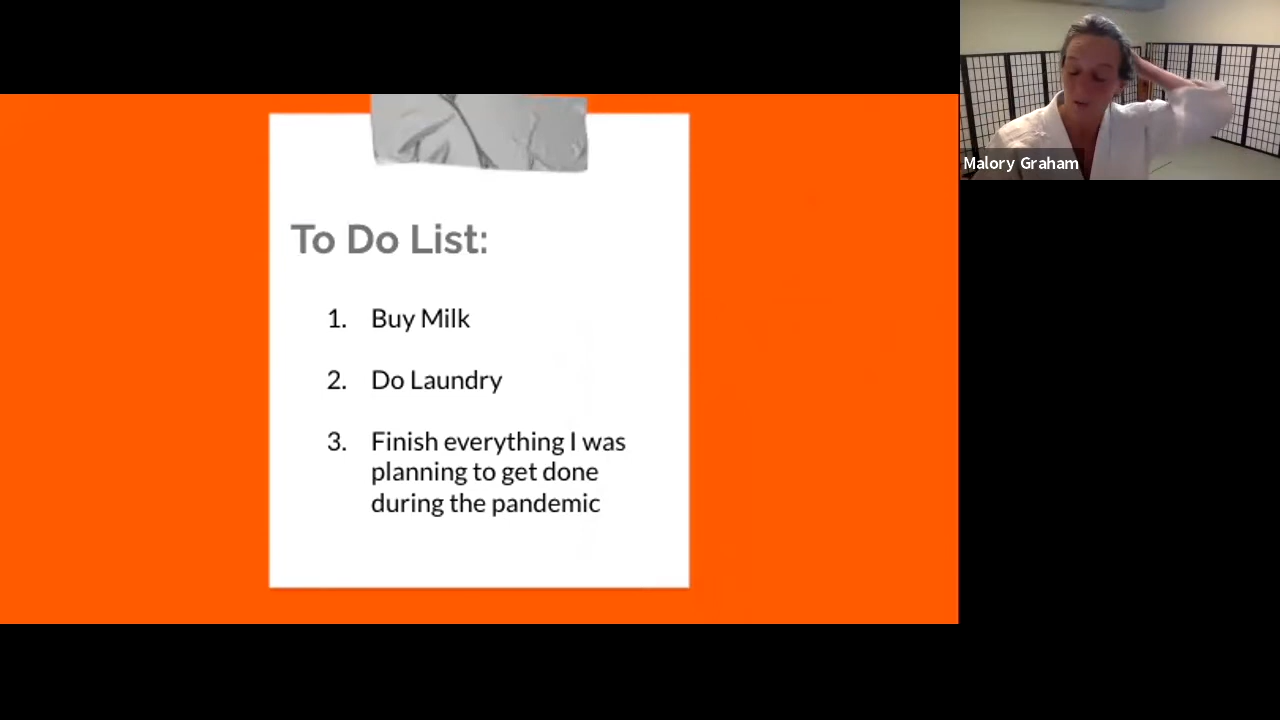 To Do List:
1. Buy Milk
2. Do Laundry
3. Finish everything I was
planning to get done
during the pandemic
Malory Graham